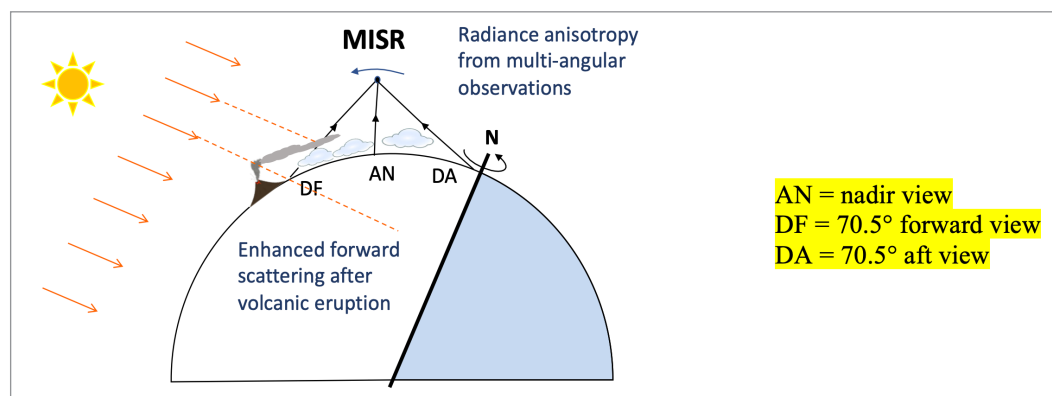 MISR
Radiance anisotropy
from multi-angular
observations
N
DF
AN
DA
Enhanced forward
scattering after
volcanic eruption
AN = nadir view
DF = 70.5° forward view
DA = 70.5° aft view